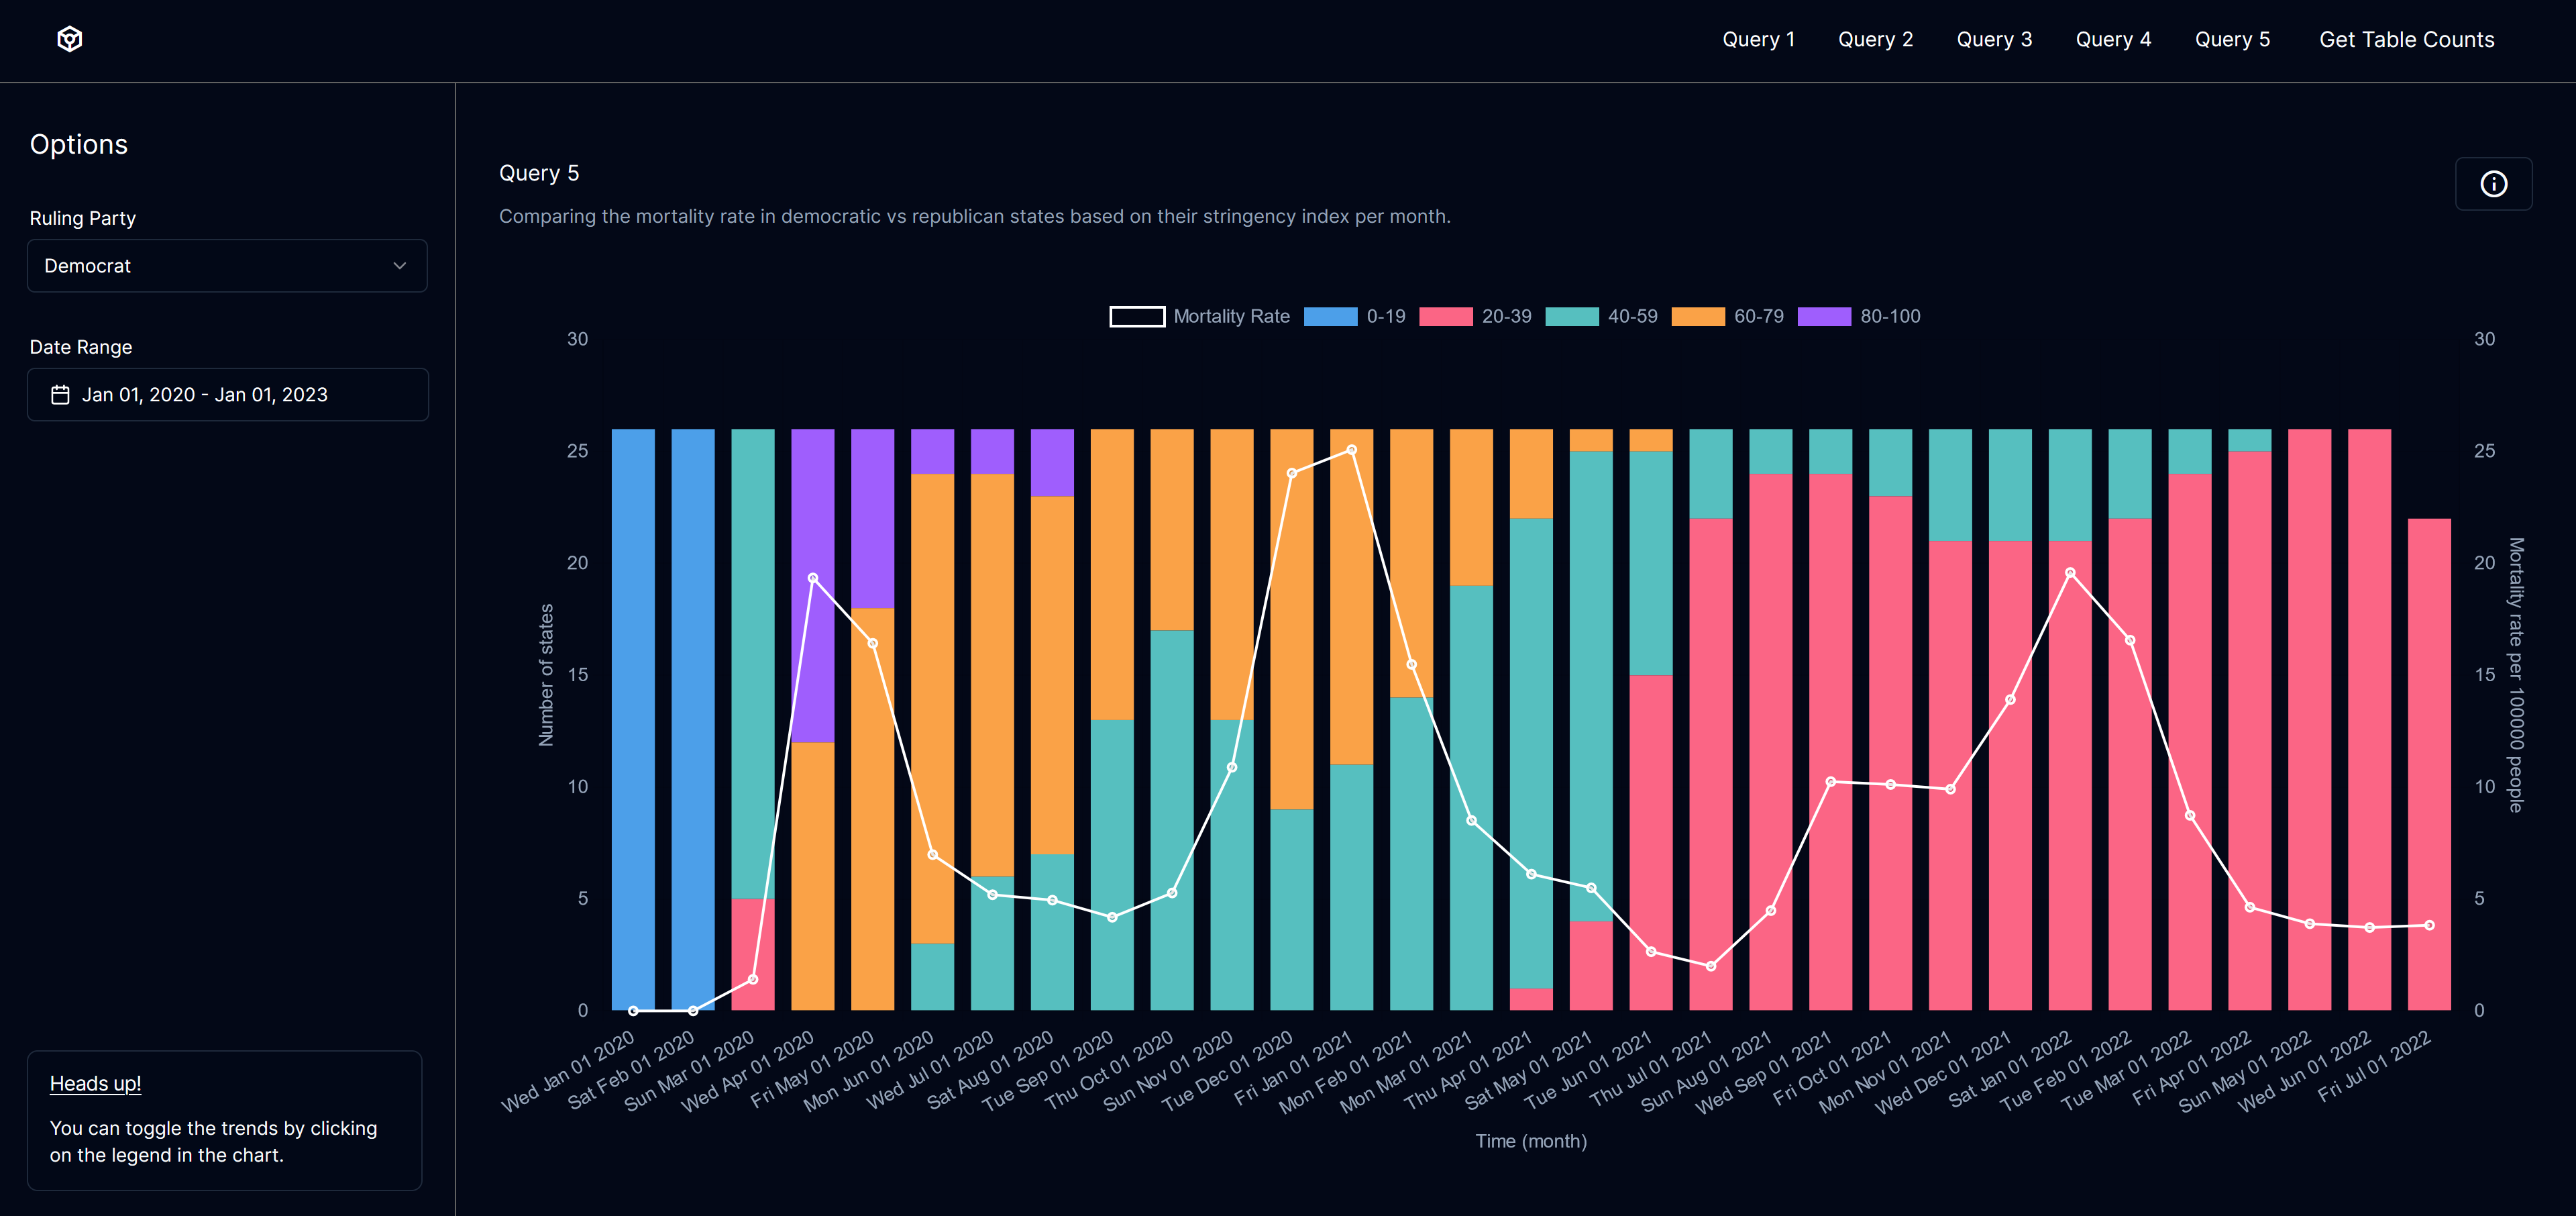 Query 1
Query 2
Query 3
Query 4
Query 5
Get Table Counts
Options
Ruling Party
Democrat
Date Range
Jan 01, 2020 - Jan 01, 2023
Heads up!
You can toggle the trends by clicking
on the legend in the chart.
Query 5
Comparing the mortality rate in democratic vs republican states based on their stringency index per month.
Mortality Rate
0-19
20-39
40-59
60-79
80-100
Number of states
30
25
20
15
10
5
0
30
25
20
15
10
5
0
Mortality rate per 100000 people
Wed Jan 01 2020
Sat Feb 01 2020
Sun Mar 01 2020
Wed Apr 01 2020
Fri May 01 2020
Mon Jun 01 2020
Wed Jul 01 2020
Sat Aug 01 2020
Tue Sep 01 2020
Thu Oct 01 2020
Sun Nov 01 2020
Tue Dec 01 2020
Fri Jan 01 2021
Mon Feb 01 2021
Mon Mar 01 2021
Thu Apr 01 2021
Sat May 01 2021
Tue Jun 01 2021
Thu Jul 01 2021
Sun Aug 01 2021
Wed Sep 01 2021
Fri Oct 01 2021
Mon Nov 01 2021
Wed Dec 01 2021
Sat Jan 01 2022
Tue Feb 01 2022
Tue Mar 01 2022
Fri Apr 01 2022
Sun May 01 2022
Wed Jun 01 2022
Fri Jul 01 2022
Time (month)